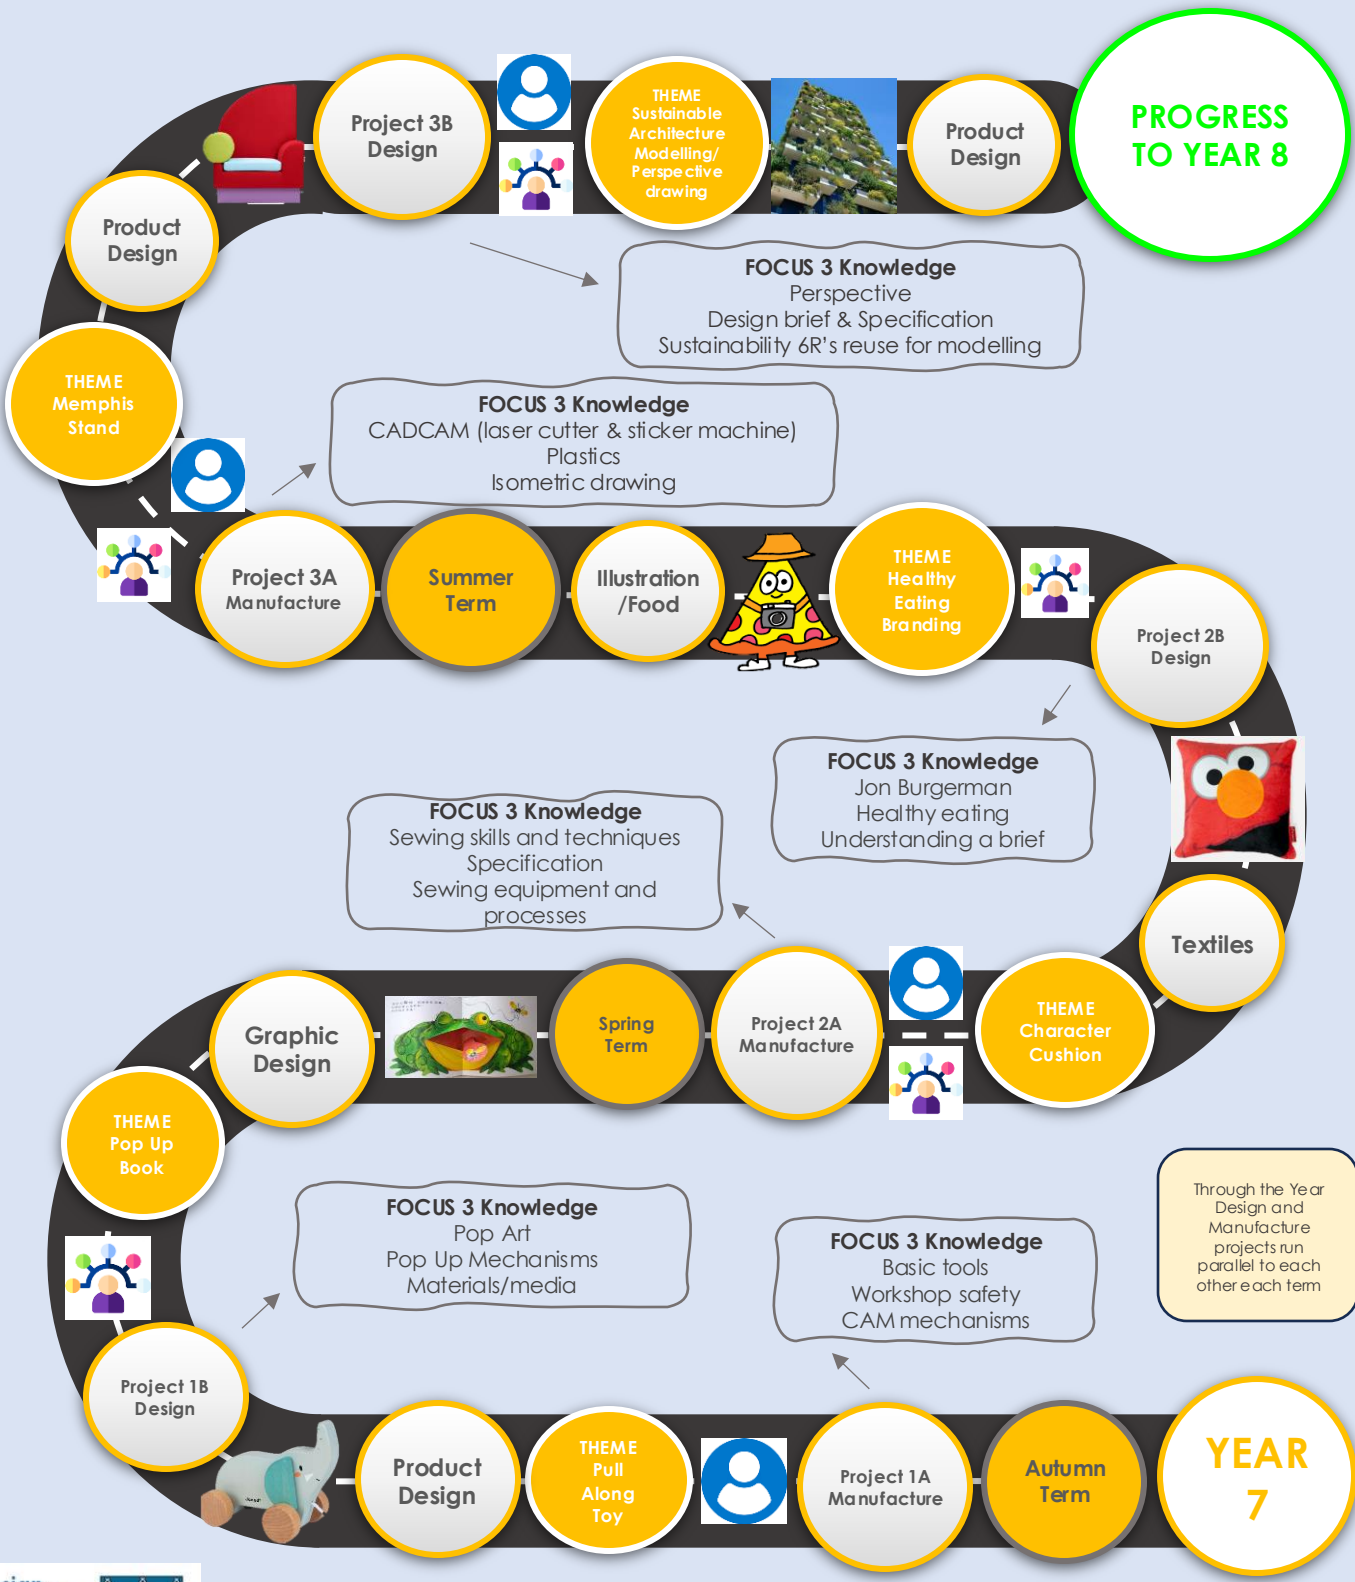 PROGRESS
TO YEAR 8
Product
Design
THEME
Sustainable
Architecture
Modelling/
Perspective
drawing
Project 3B
Design
Product
Design
FOCUS 3 Knowledge
Perspective
Design brief & Specification
Sustainability 6R's reuse for modelling
THEME
Memphis
Stand
FOCUS 3 Knowledge
CADCAM (laser cutter & sticker machine)
Plastics
Isometric drawing
Project 3A
Manufacture
Summer
Term
Illustration
/Food
THEME
Healthy
Eating
Branding
Project 2B
Design
FOCUS 3 Knowledge
Jon Burgerman
Healthy eating
Understanding a brief
FOCUS 3 Knowledge
Sewing skills and techniques
Specification
Sewing equipment and
processes
Textiles
THEME
Character
Cushion
Project 2A
Manufacture
Spring
Term
Graphic
Design
THEME
Pop Up
Book
FOCUS 3 Knowledge
Pop Art
Pop Up Mechanisms
Materials/media
FOCUS 3 Knowledge
Basic tools
Workshop safety
CAM mechanisms
Through the Year
Design and
Manufacture
projects run
parallel to each
other each term
Project 1B
Design
Product
Design
THEME
Pull
Along
Toy
Project 1A
Manufacture
Autumn
Term
YEAR
7